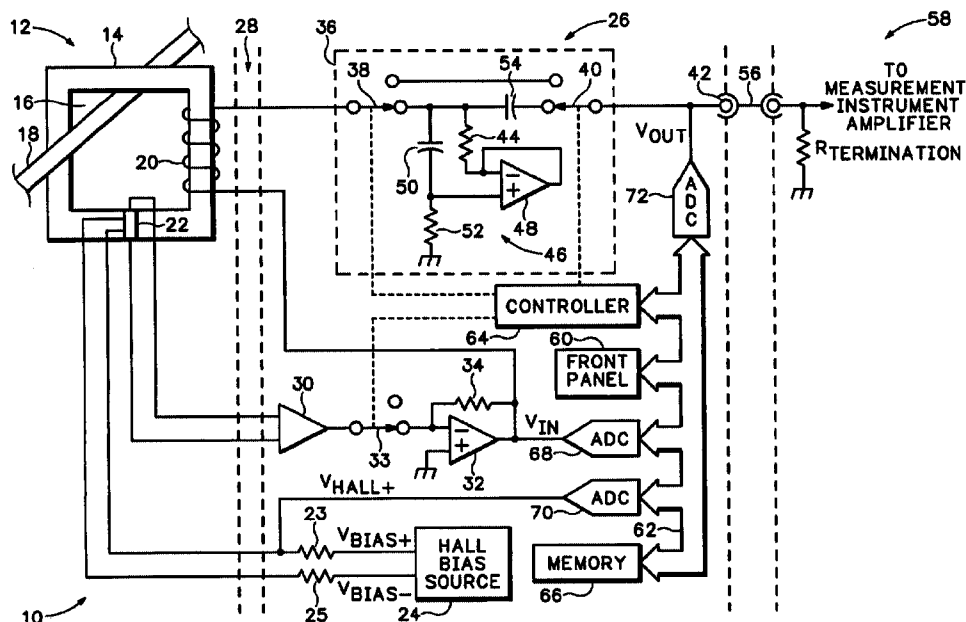 12
14
16
18
20
22
28
36
26
38
54
40
44
50
48
52
46
42
56
58
TO
MEASUREMENT
INSTRUMENT
AMPLIFIER
RTERMINATION
VOUT
72
ADC
CONTROLLER
64
60
FRONT
PANEL
30
33
34
32
VIN
68
ADC
VHALL+
70
ADC
62
23
VBIAS+
HALL
BIAS
SOURCE
25
VBIAS-
24
MEMORY
66
10
- +
- +